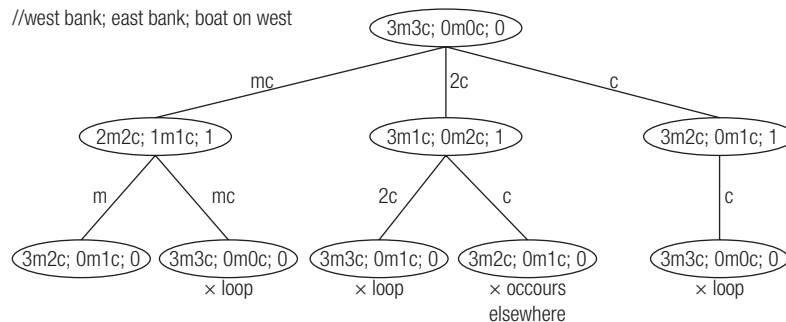 //west bank; east bank; boat on west
3m3c; 0m0c; 0
mc
2c
c
2m2c; 1m1c; 1
3m1c; 0m2c; 1
3m2c; 0m1c; 1
m
mc
2c
c
c
3m2c; 0m1c; 0
3m3c; 0m0c; 0
3m3c; 0m1c; 0
3m2c; 0m1c; 0
3m3c; 0m0c; 0
× loop
× loop
× occours
elsewhere
× loop